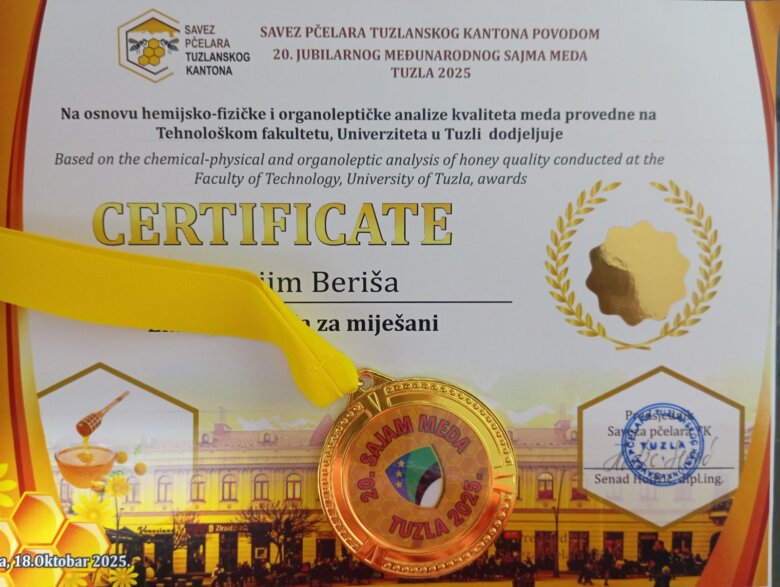 SAVEZ
PČELARA
TUZLANSKOG
KANTONA
SAVEZ PČELARA TUZLANSKOG KANTONA POVODOM
20. JUBILARNOG MEĐUNARODNOG SAJMA MEDA
TUZLA 2025
Na osnovu hemijsko-fizičke i organoleptičke analize kvaliteta meda provedne na
Tehnološkom fakultetu, Univerziteta u Tuzli dodjeljuje
Based on the chemical-physical and organoleptic analysis of honey quality conducted at the
Faculty of Technology, University of Tuzla, awards
CERTIFICATE
Beriša
za miješani
20. SAJAM MEDA
TUZLA 2025.
TUZLA
Senad
dipl.ing.
18.Oktobar 2025.